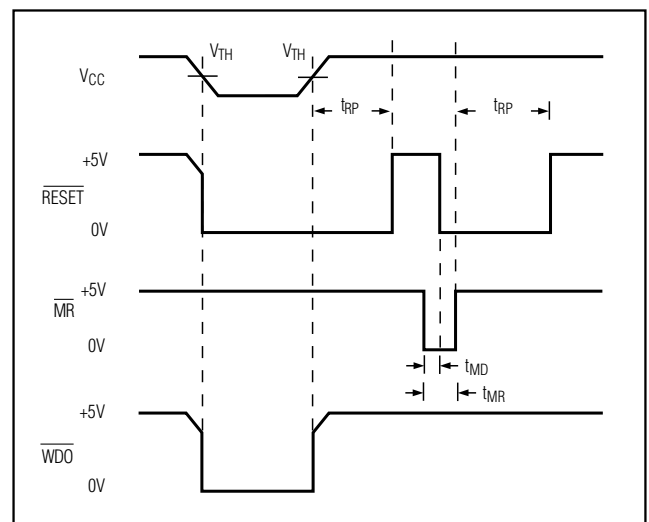 VTH VTH
VCC
tRP tRP
+5V
RESET
0V
+5V
MR
0V
tMD
tMR
+5V
WDO
0V